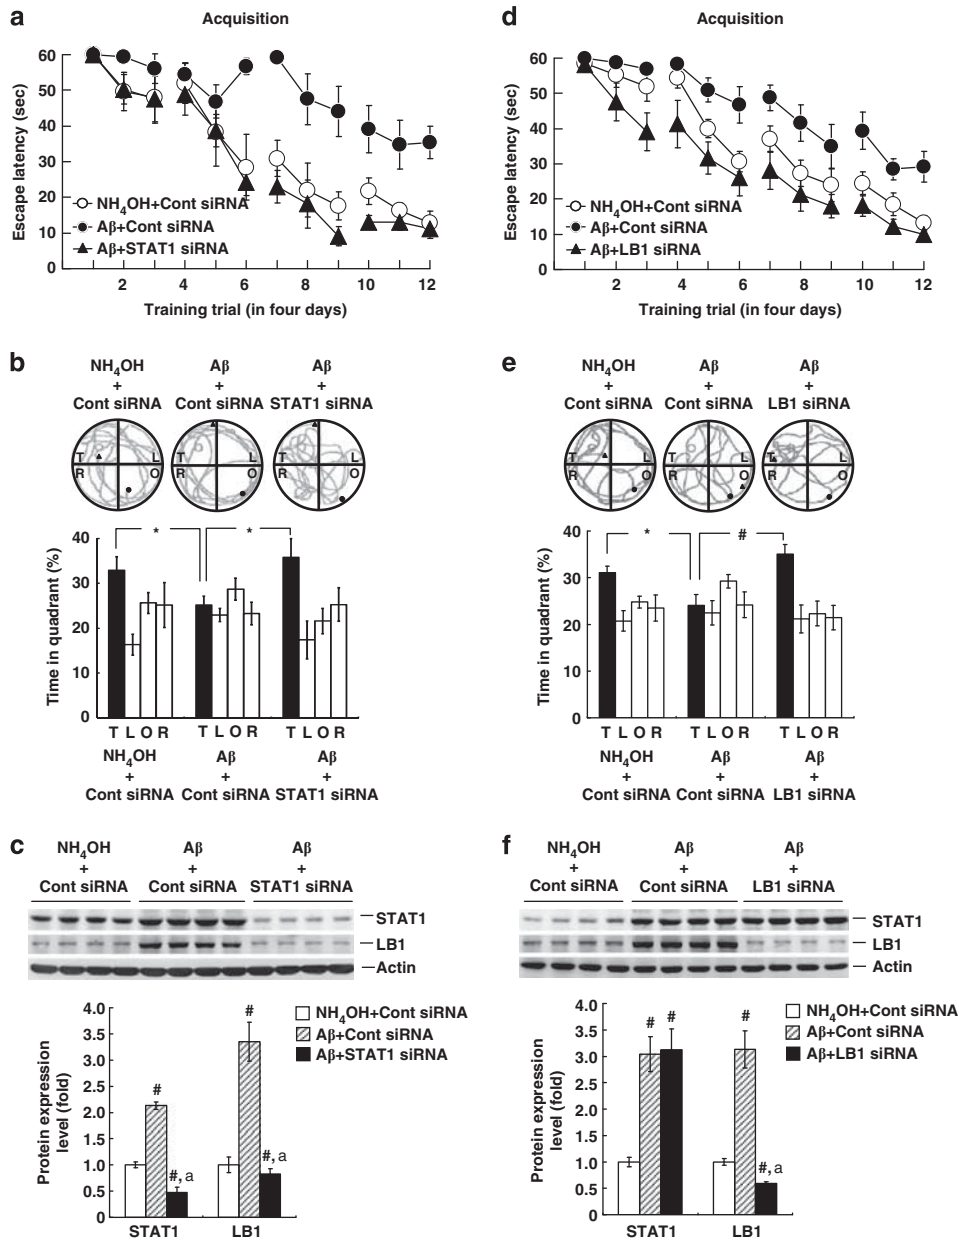 a
Acquisition
Escape latency (sec)
60
50
40
30
20
10
0
NH4OH+Cont siRNA
Aβ+Cont siRNA
Aβ+STAT1 siRNA
2 4 6 8 10 12
Training trial (in four days)
d
Acquisition
Escape latency (sec)
60
50
40
30
20
10
0
NH4OH+Cont siRNA
Aβ+Cont siRNA
Aβ+LB1 siRNA
2 4 6 8 10 12
Training trial (in four days)
b
NH4OH Aβ Aβ
+ + +
Cont siRNA Cont siRNA STAT1 siRNA
T L T L T L
R O R O R O
* *
Time in quadrant (%)
40
30
20
10
0
T L O R T L O R T L O R
NH4OH Aβ Aβ
+ + +
Cont siRNA Cont siRNA STAT1 siRNA
e
NH4OH Aβ Aβ
+ + +
Cont siRNA Cont siRNA LB1 siRNA
T L T L T L
R O R O R O
* #
Time in quadrant (%)
40
30
20
10
0
T L O R T L O R T L O R
NH4OH Aβ Aβ
+ + +
Cont siRNA Cont siRNA LB1 siRNA
c
NH4OH Aβ Aβ
+ + +
Cont siRNA Cont siRNA STAT1 siRNA
STAT1
LB1
Actin
Protein expression
level (fold)
4.0
3.5
3.0
2.5
2.0
1.5
1.0
0.5
0.0
NH4OH+Cont siRNA
Aβ+Cont siRNA
Aβ+STAT1 siRNA
#
#
#,a
#,a
STAT1 LB1
f
NH4OH Aβ Aβ
+ + +
Cont siRNA Cont siRNA LB1 siRNA
STAT1
LB1
Actin
Protein expression
level (fold)
4.0
3.5
3.0
2.5
2.0
1.5
1.0
0.5
0.0
NH4OH+Cont siRNA
Aβ+Cont siRNA
Aβ+LB1 siRNA
# # #
#,a
STAT1 LB1